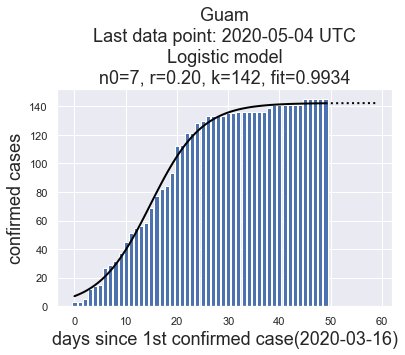 Guam
Last data point: 2020-05-04 UTC
Logistic model
n0=7, r=0.20, k=142, fit=0.9934
140
120
100
80
60
40
20
0
confirmed cases
0 10 20 30 40 50 60
days since 1st confirmed case(2020-03-16)